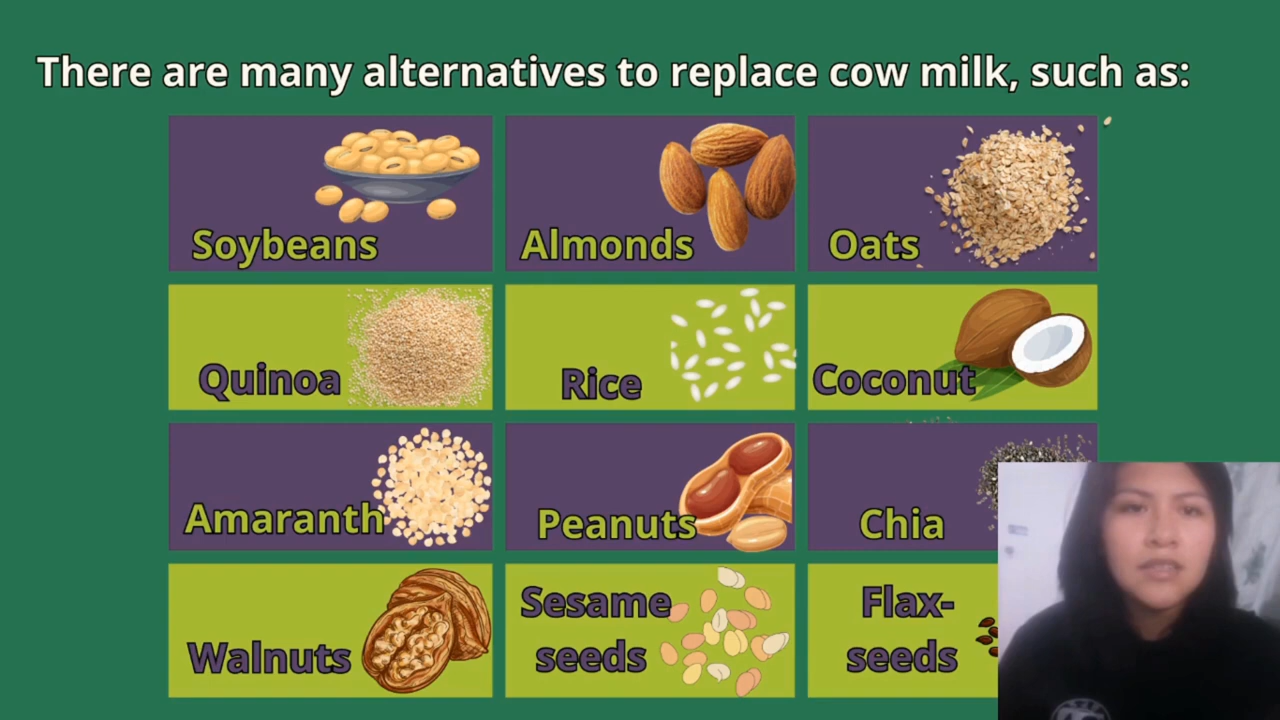 There are many alternatives to replace cow milk, such as:
Soybeans
Almonds
Oats
Quinoa
Rice
Coconut
Amaranth
Peanuts
Chia
Walnuts
Sesame
seeds
Flax-
seeds